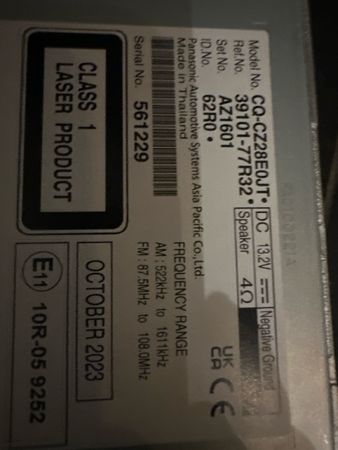 Model No. CQ-CZ28E0JT•
Ref.No. 39101-77R32•
Set No. AZ1601
ID.No. 62R0•
DC 13.2V Negative Ground
Speaker 4Ω
Panasonic Automotive Systems Asia Pacific Co.,Ltd.
Made in Thailand
Serial No. 561229
FREQUENCY RANGE
AM : 522kHz to 1611kHz
FM : 87.5MHz to 108.0MHz
UK
CA
CE
CLASS 1
LASER PRODUCT
OCTOBER 2023
E11 10R-05 9252